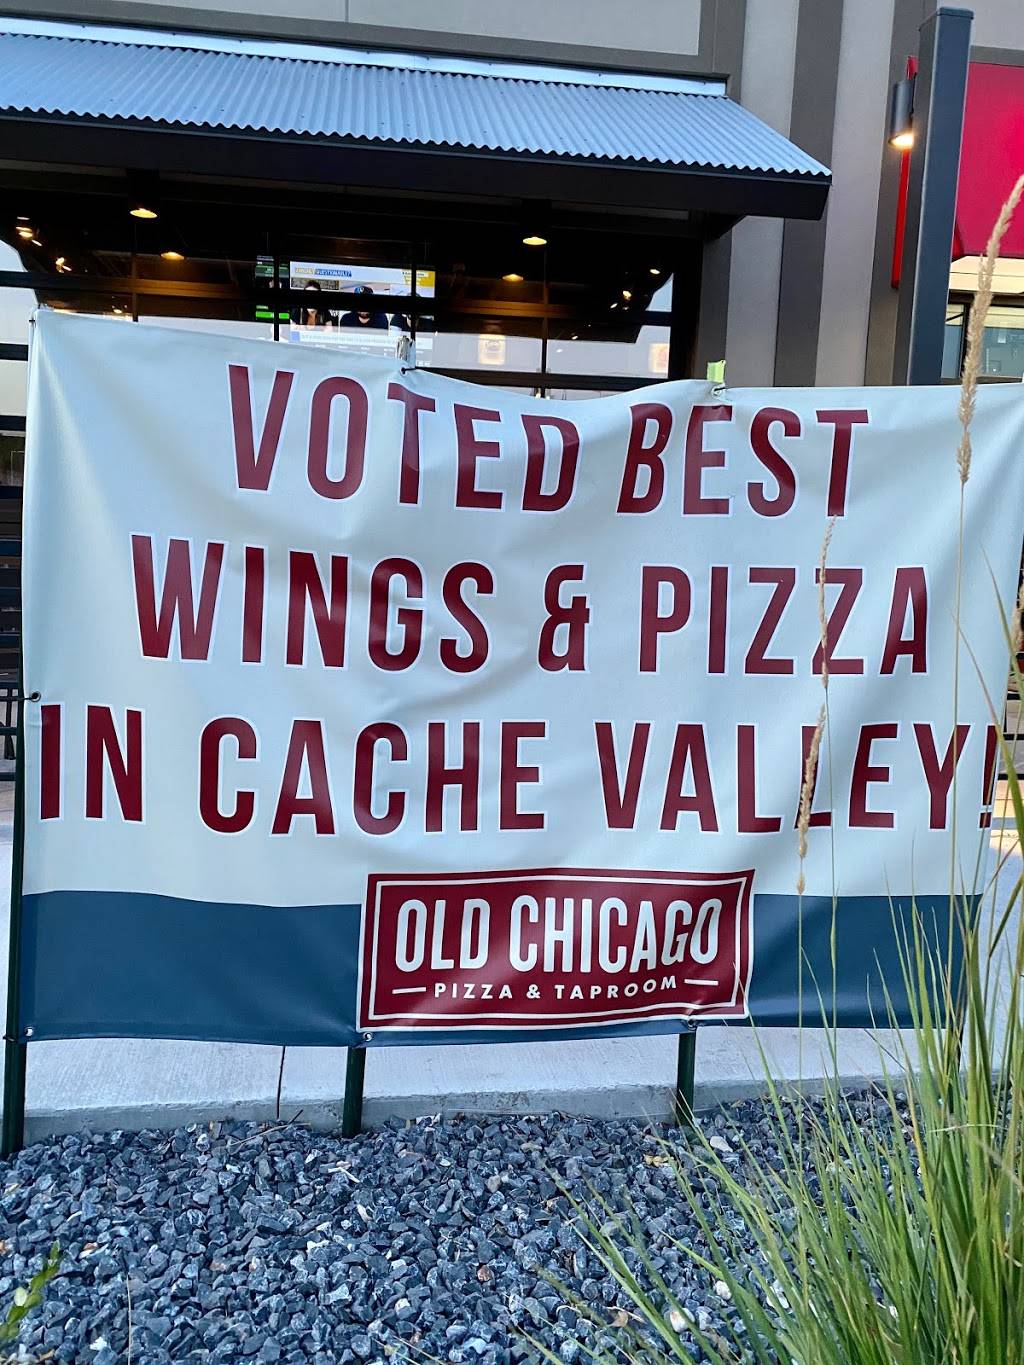 VOTED BEST
WINGS & PIZZA
IN CACHE VALLEY!
OLD CHICAGO
PIZZA & TAPROOM